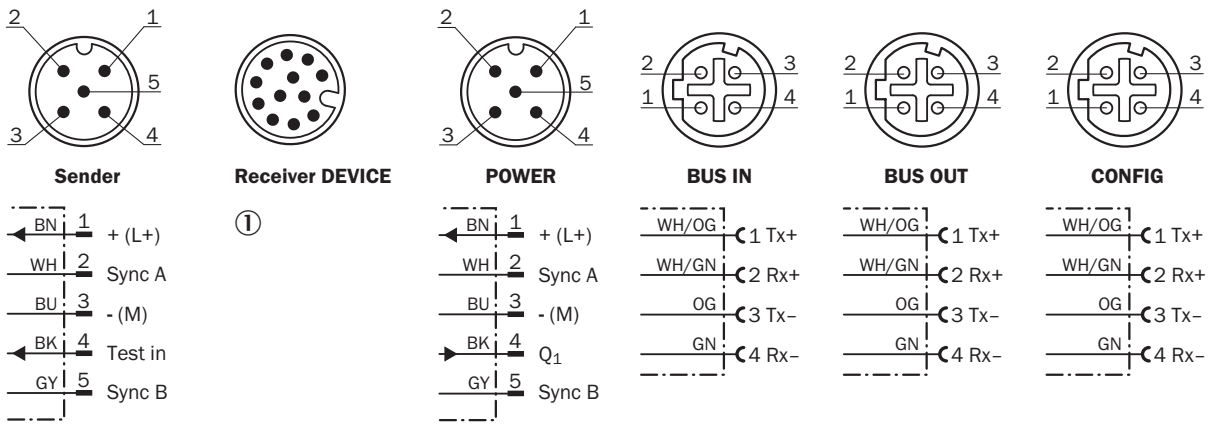 2 1 2 1
2 3 2 3 2 3
5 5
1 4 1 4 1 4
3 4 3 4
Sender Receiver DEVICE POWER BUS IN BUS OUT CONFIG
①
BN 1 + (L+) BN 1 + (L+) WH/OG 1 Tx+ WH/OG 1 Tx+ WH/OG 1 Tx+
WH 2 Sync A WH 2 Sync A WH/GN 2 Rx+ WH/GN 2 Rx+ WH/GN 2 Rx+
BU 3 - (M) BU 3 - (M) OG 3 Tx– OG 3 Tx– OG 3 Tx–
BK 4 Test in BK 4 Q1 GN 4 Rx– GN 4 Rx– GN 4 Rx–
GY 5 Sync B GY 5 Sync B